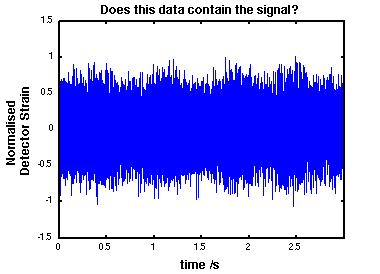 Does this data contain the signal?
1.5
1
0.5
0
-0.5
-1
-1.5
Normalised
Detector Strain
0 0.5 1 1.5 2 2.5
time /s